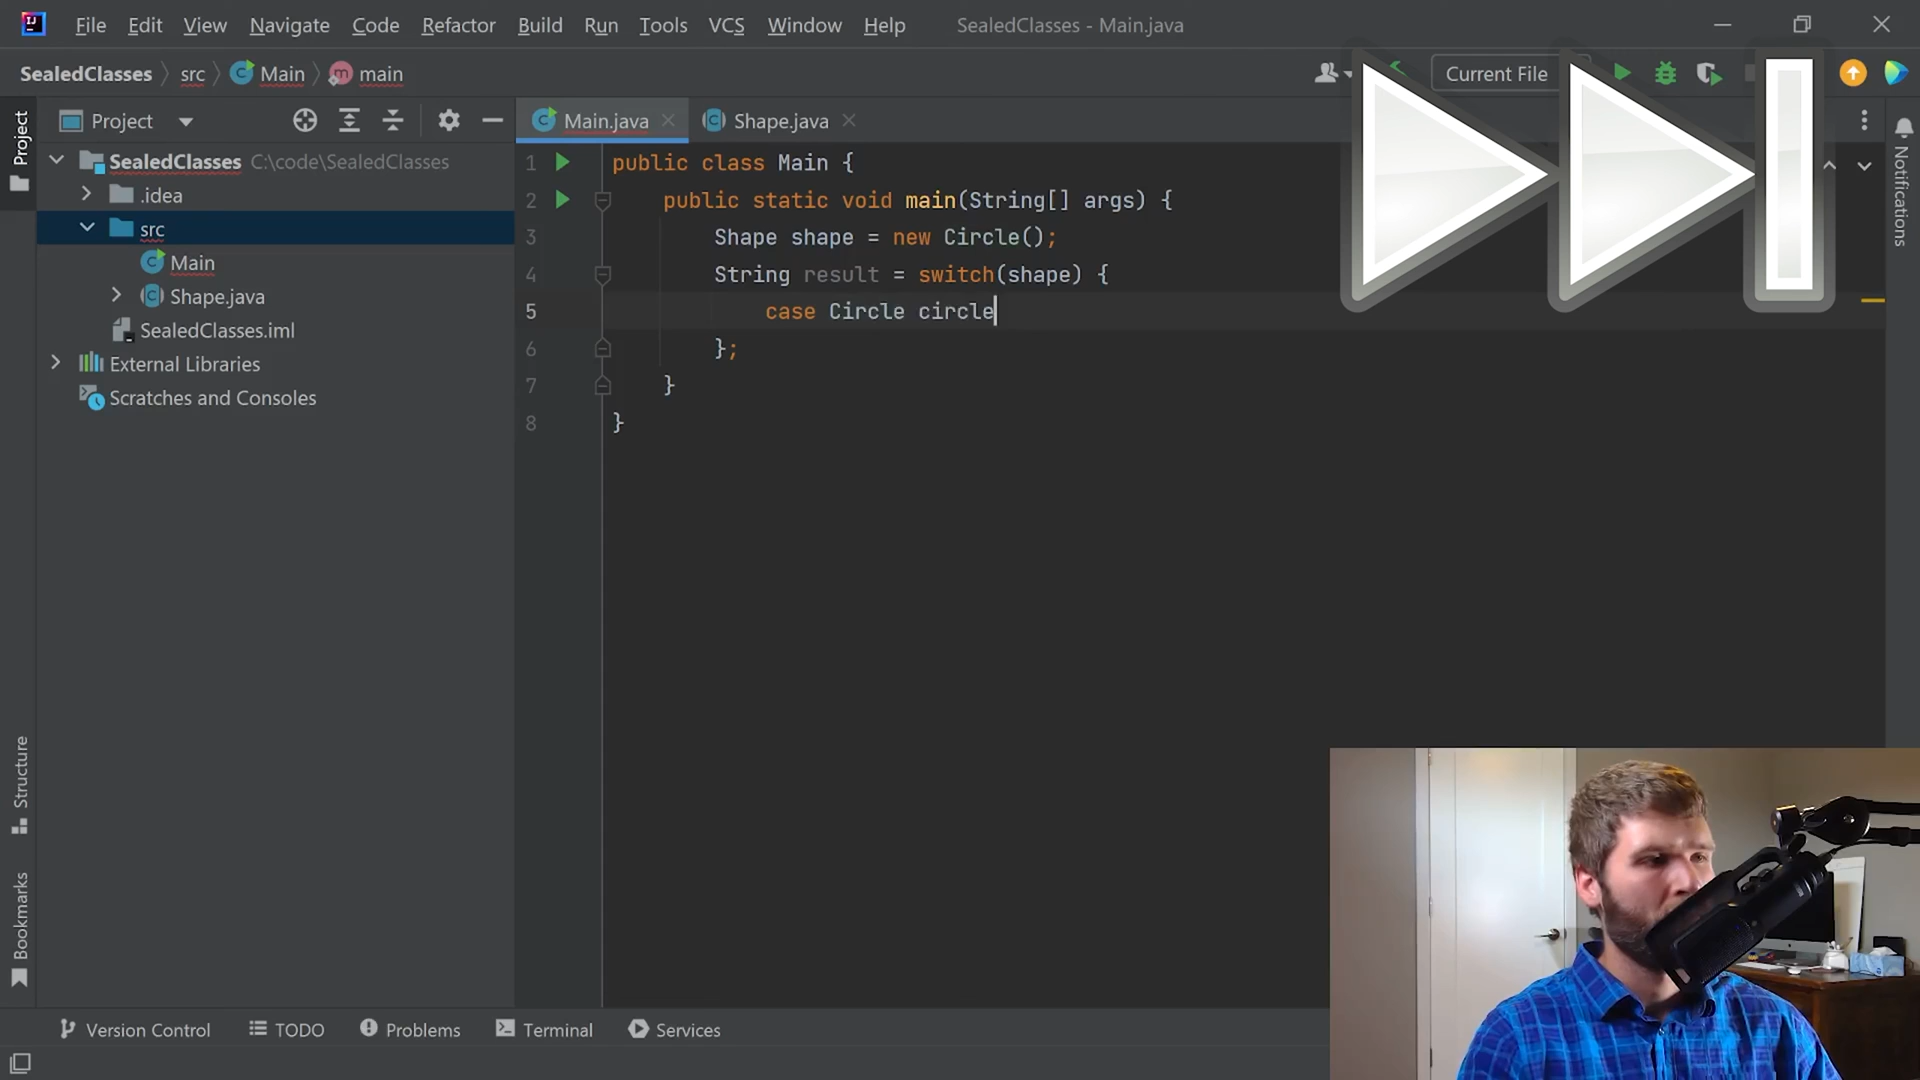 File Edit View Navigate Code Refactor Build Run Tools VCS Window Help SealedClasses - Main.java
SealedClasses src Main main Current File
Project
Project
Main.java
Shape.java
Notifications
SealedClasses C:\code\SealedClasses
.idea
src
Main
Shape.java
SealedClasses.iml
External Libraries
Scratches and Consoles
1 public class Main {
2 public static void main(String[] args) {
3 Shape shape = new Circle();
4 String result = switch(shape) {
5 case Circle circle
6 };
7 }
8 }
Structure
Bookmarks
Version Control TODO Problems Terminal Services